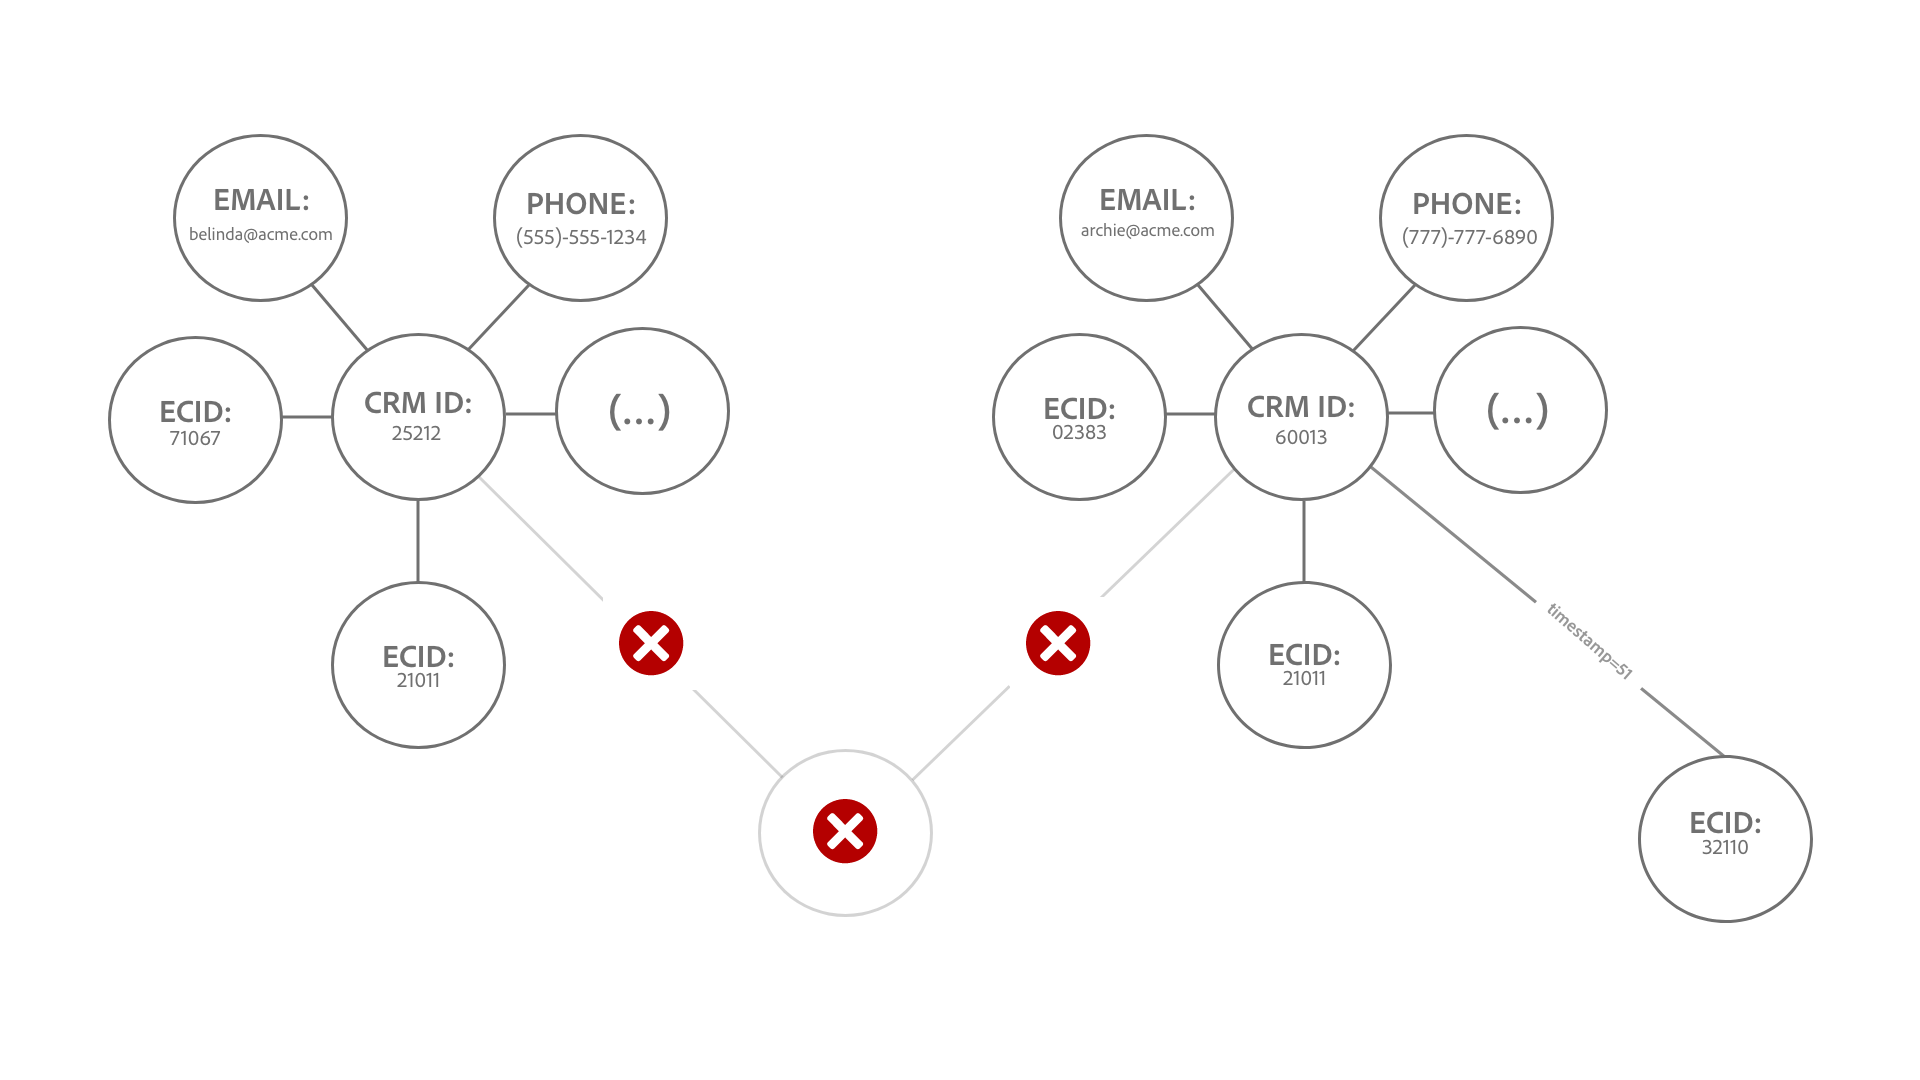 EMAIL:
belinda@acme.com
PHONE:
(555)-555-1234
ECID:
71067
CRM ID:
25212
(...)
ECID:
21011
EMAIL:
archie@acme.com
PHONE:
(777)-777-6890
ECID:
02383
CRM ID:
60013
(...)
ECID:
21011
timestamp=51
ECID:
32110